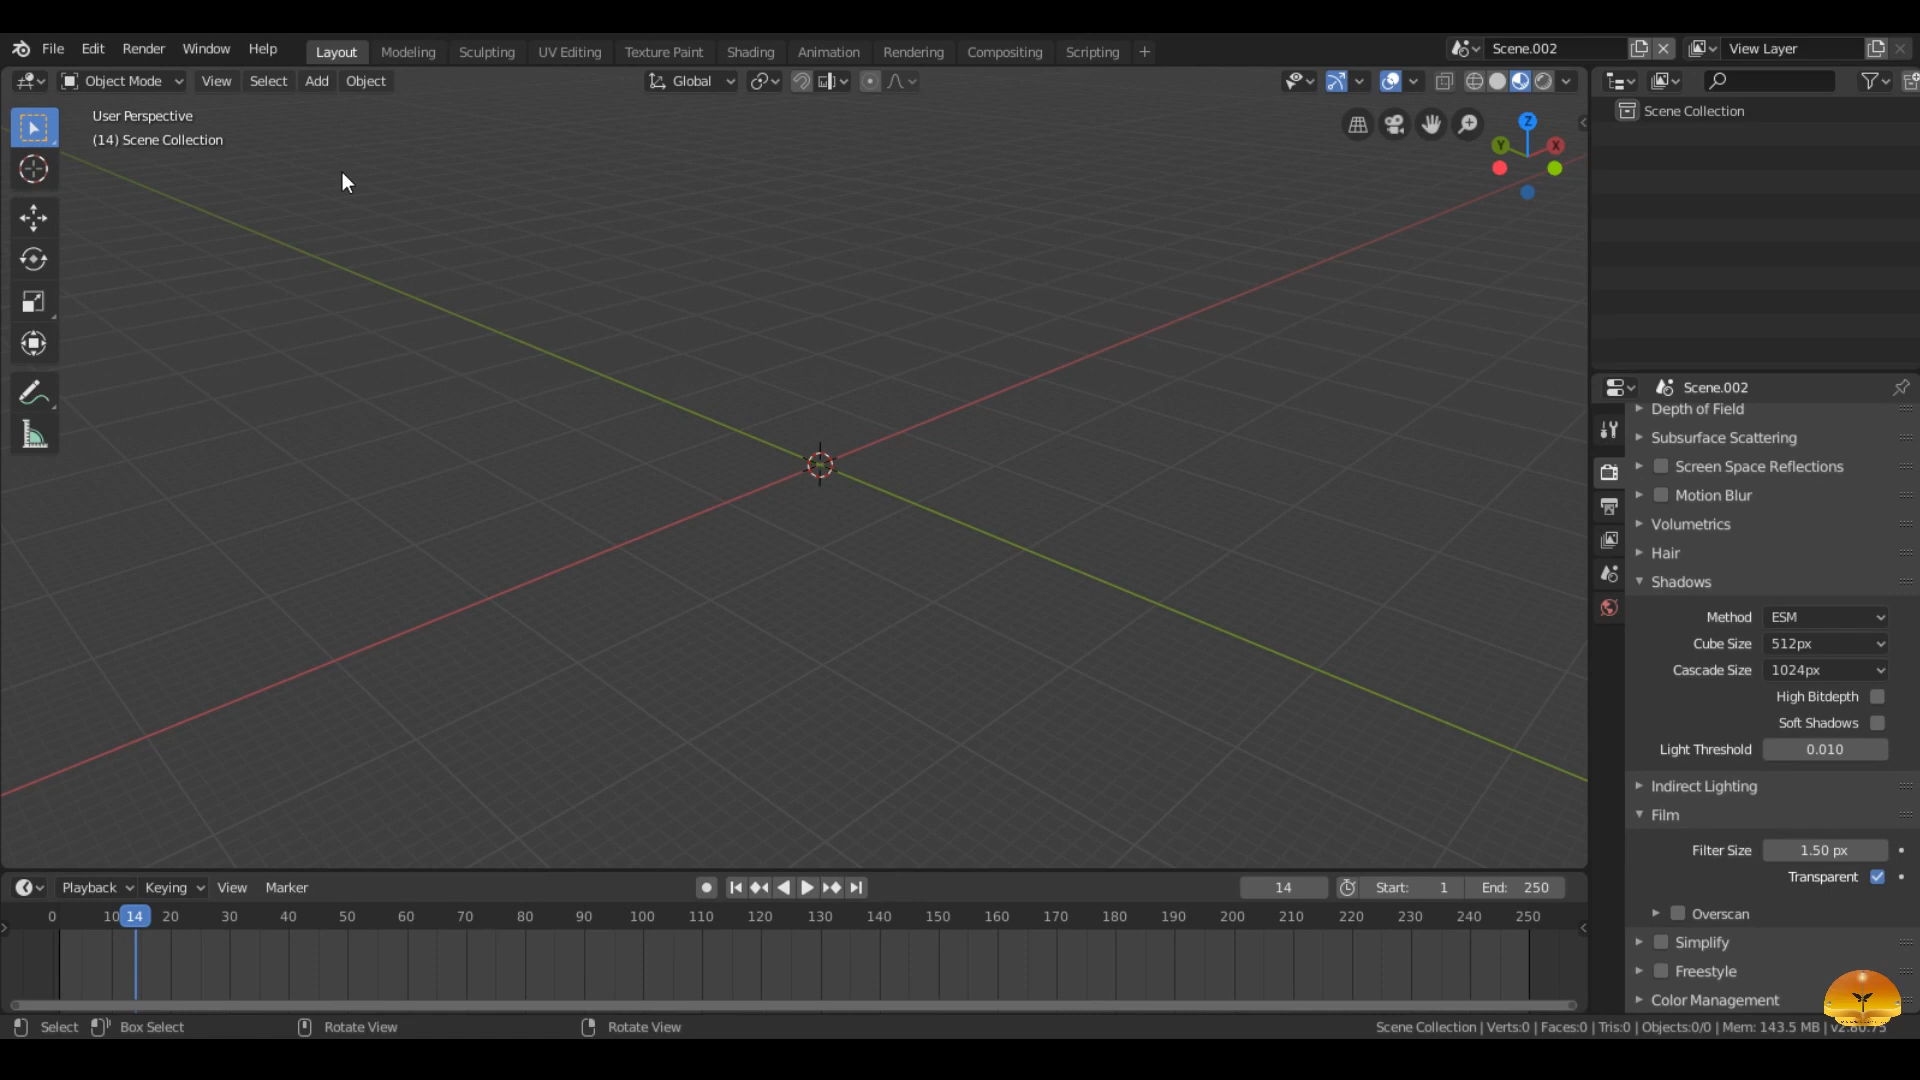 File Edit Render Window Help Layout Modeling Sculpting UV Editing Texture Paint Shading Animation Rendering Compositing Scripting + Scene.002 View Layer
Object Mode View Select Add Object Global
User Perspective
(14) Scene Collection
Z
Y X
Scene Collection
Scene.002
Depth of Field
Subsurface Scattering
Screen Space Reflections
Motion Blur
Volumetrics
Hair
Shadows
Method ESM
Cube Size 512px
Cascade Size 1024px
High Bitdepth
Soft Shadows
Light Threshold 0.010
Indirect Lighting
Film
Filter Size 1.50 px
Transparent
Overscan
Simplify
Freestyle
Color Management
Playback Keying View Marker 14 Start: 1 End: 250
0 10 14 20 30 40 50 60 70 80 90 100 110 120 130 140 150 160 170 180 190 200 210 220 230 240 250
Select Box Select Rotate View Rotate View Scene Collection | Verts:0 | Faces:0 | Tris:0 | Objects:0/0 | Mem: 143.5 MB | v2.80.75